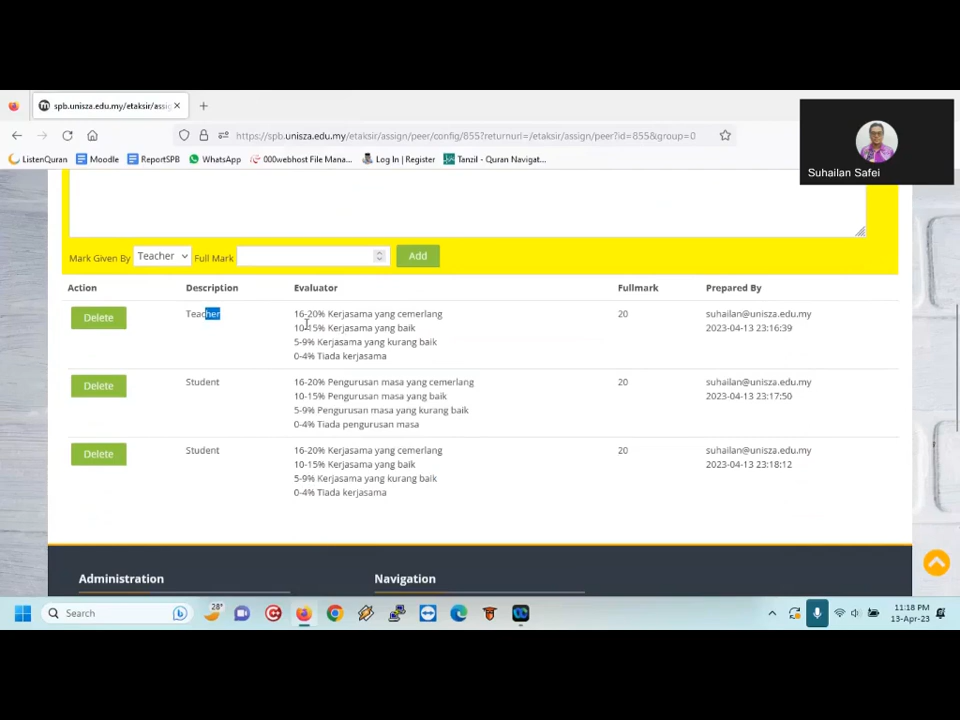 spb.unisza.edu.my/etaksir/assig
https://spb.unisza.edu.my/etaksir/assign/peer/config/855?returnurl=/etaksir/assign/peer?id=855&group=0
ListenQuran Moodle ReportSPB WhatsApp 000webhost File Mana... Log In | Register Tanzil - Quran Navigat...
Suhailan Safei
Mark Given By Teacher Full Mark Add
Action Description Evaluator Fullmark Prepared By
Delete Teacher 16-20% Kerjasama yang cemerlang 20 suhailan@unisza.edu.my
10-15% Kerjasama yang baik 2023-04-13 23:16:39
5-9% Kerjasama yang kurang baik
0-4% Tiada kerjasama
Delete Student 16-20% Pengurusan masa yang cemerlang 20 suhailan@unisza.edu.my
10-15% Pengurusan masa yang baik 2023-04-13 23:17:50
5-9% Pengurusan masa yang kurang baik
0-4% Tiada pengurusan masa
Delete Student 16-20% Kerjasama yang cemerlang 20 suhailan@unisza.edu.my
10-15% Kerjasama yang baik 2023-04-13 23:18:12
5-9% Kerjasama yang kurang baik
0-4% Tiada kerjasama
Administration Navigation
Search 28° 11:18 PM
13-Apr-23